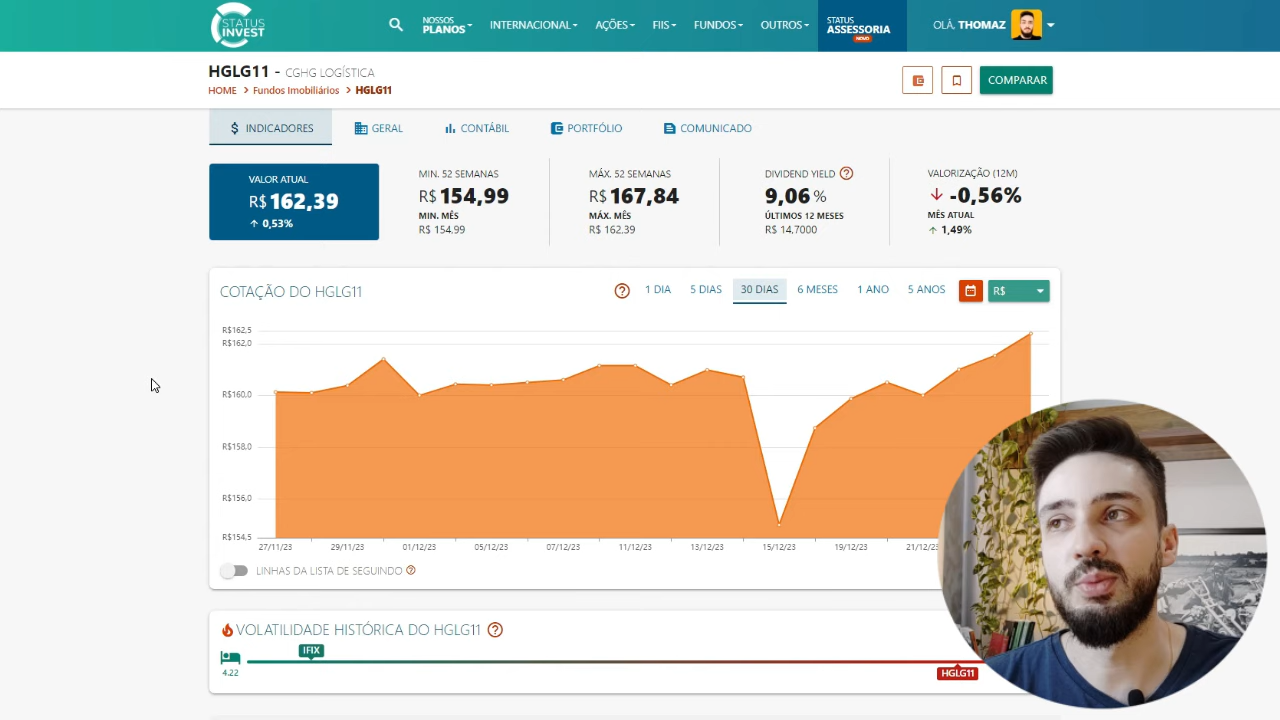 STATUS
INVEST
NOSSOS
PLANOS
INTERNACIONAL
AÇÕES
FIIS
FUNDOS
OUTROS
STATUS
ASSESSORIA
NOVO
OLÁ, THOMAZ
HGLG11 - CGHG LOGÍSTICA
HOME > Fundos Imobiliários > HGLG11
COMPARAR
INDICADORES
GERAL
CONTÁBIL
PORTFÓLIO
COMUNICADO
VALOR ATUAL
R$ 162,39
↑ 0,53%
MIN. 52 SEMANAS
R$ 154,99
MIN. MÊS
R$ 154.99
MÁX. 52 SEMANAS
R$ 167,84
MÁX. MÊS
R$ 162.39
DIVIDEND YIELD ?
9,06 %
ÚLTIMOS 12 MESES
R$ 14,7000
VALORIZAÇÃO (12M)
↓ -0,56%
MÊS ATUAL
↑ 1,49%
COTAÇÃO DO HGLG11
? 1 DIA 5 DIAS 30 DIAS 6 MESES 1 ANO 5 ANOS R$
R$162.5
R$162.0
R$160.0
R$158.0
R$156.0
R$154.5
27/11/23 29/11/23 01/12/23 05/12/23 07/12/23 11/12/23 13/12/23 15/12/23 19/12/23 21/12/23
LINHAS DA LISTA DE SEGUINDO ?
VOLATILIDADE HISTÓRICA DO HGLG11 ?
IFIX
4.22
HGLG11